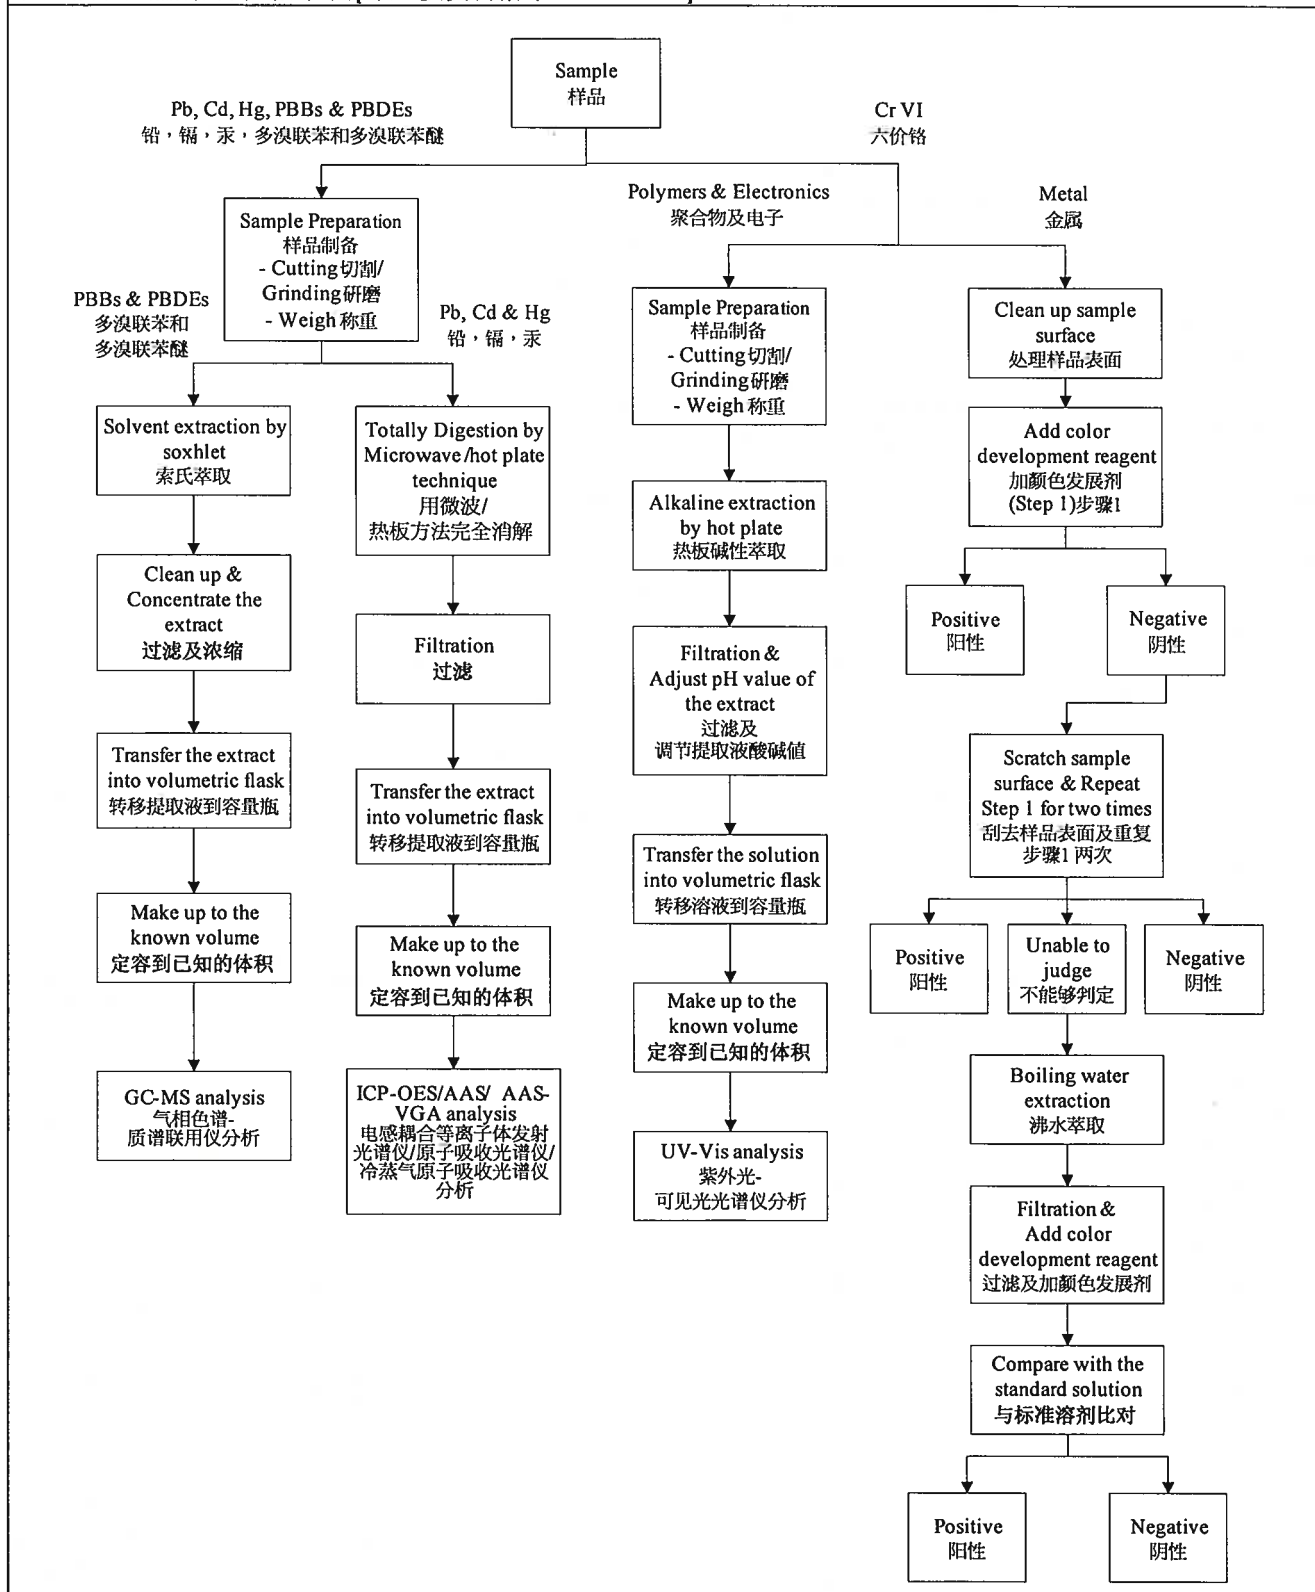 Sample
样品
Pb, Cd, Hg, PBBs & PBDEs
铅，镉，汞，多溴联苯和多溴联苯醚
Cr VI
六价铬
Sample Preparation
样品制备
- Cutting切割/
Grinding研磨
- Weigh 称重
PBBs & PBDEs
多溴联苯和
多溴联苯醚
Pb, Cd & Hg
铅，镉，汞
Solvent extraction by
soxhlet
索氏萃取
Clean up &
Concentrate the
extract
过滤及浓缩
Transfer the extract
into volumetric flask
转移提取液到容量瓶
Make up to the
known volume
定容到已知的体积
GC-MS analysis
气相色谱-
质谱联用仪分析
Totally Digestion by
Microwave/hot plate
technique
用微波/
热板方法完全消解
Filtration
过滤
Transfer the extract
into volumetric flask
转移提取液到容量瓶
Make up to the
known volume
定容到已知的体积
ICP-OES/AAS/ AAS-
VGA analysis
电感耦合等离子体发射
光谱仪/原子吸收光谱仪/
冷蒸气原子吸收光谱仪
分析
Polymers & Electronics
聚合物及电子
Sample Preparation
样品制备
- Cutting切割/
Grinding研磨
- Weigh 称重
Alkaline extraction
by hot plate
热板碱性萃取
Filtration &
Adjust pH value of
the extract
过滤及
调节提取液酸碱值
Transfer the solution
into volumetric flask
转移溶液到容量瓶
Make up to the
known volume
定容到已知的体积
UV-Vis analysis
紫外光-
可见光光谱仪分析
Metal
金属
Clean up sample
surface
处理样品表面
Add color
development reagent
加颜色发展剂
(Step 1)步骤1
Positive
阳性
Negative
阴性
Scratch sample
surface & Repeat
Step 1 for two times
刮去样品表面及重复
步骤1 两次
Positive
阳性
Unable to
judge
不能够判定
Negative
阴性
Boiling water
extraction
沸水萃取
Filtration &
Add color
development reagent
过滤及加颜色发展剂
Compare with the
standard solution
与标准溶剂比对
Positive
阳性
Negative
阴性